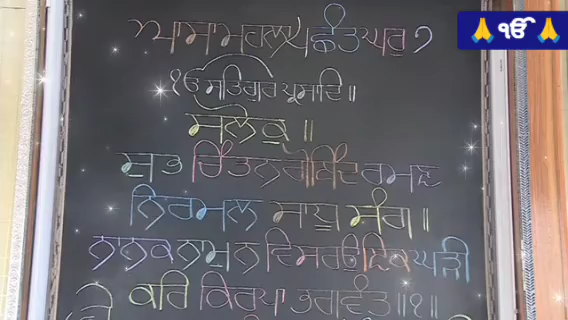 🙏 ੴ 🙏
ਆਸਾ ਮਹਲਾ ੫ ਛੰਤ ਘਰੁ ੭
ੴ ਸਤਿਗੁਰ ਪ੍ਰਸਾਦਿ ॥
ਸਲੋਕੁ ॥
ਸੁਭ ਚਿੰਤਨ ਗੋਬਿੰਦ ਰਮਣ
ਨਿਰਮਲ ਸਾਧੂ ਸੰਗ ॥
ਨਾਨਕ ਨਾਮੁ ਨ ਵਿਸਰਉ ਇਕ ਘੜੀ
ਕਰਿ ਕਿਰਪਾ ਭਗਵੰਤ ॥੧॥